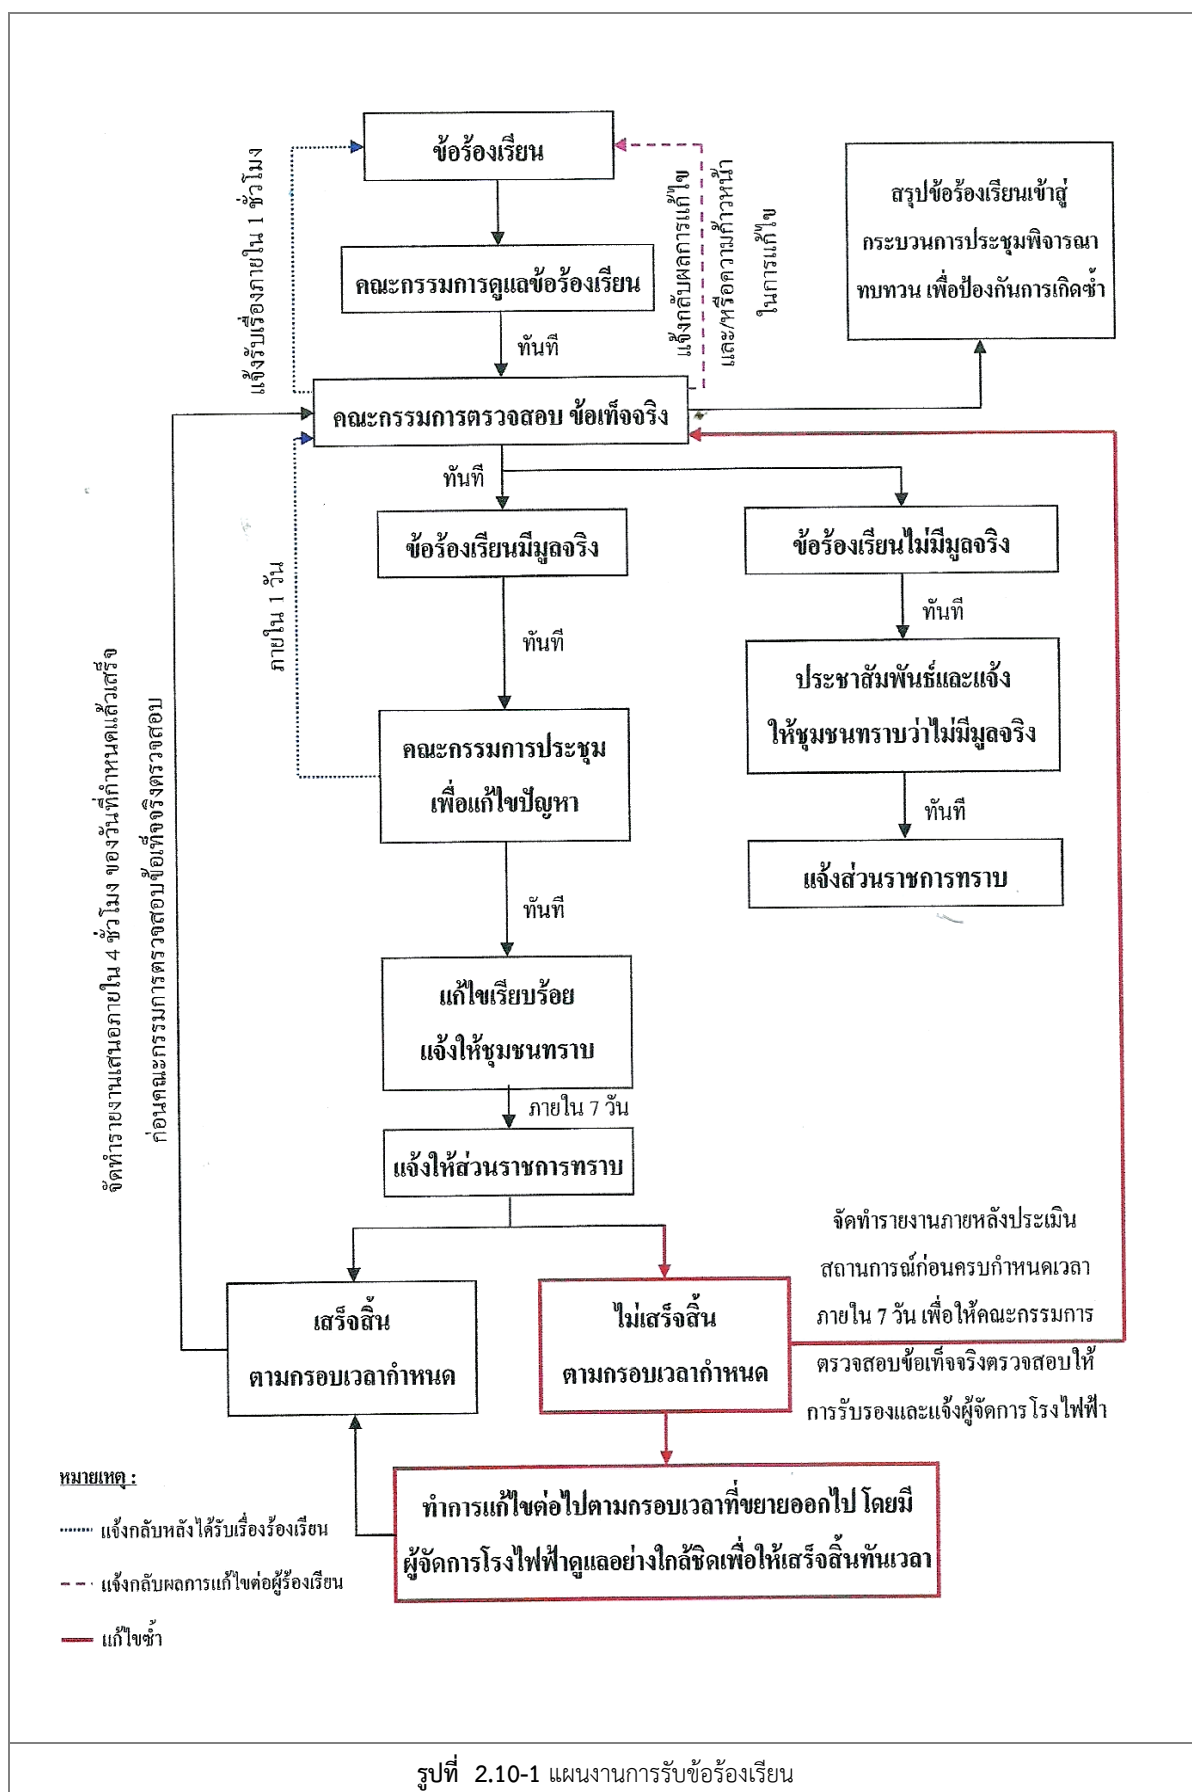 ข้อร้องเรียน
แจ้งรับเรื่องภายใน 1 ชั่วโมง
แจ้งกลับผลการแก้ไข
และ/หรือความก้าวหน้า
ในการแก้ไข
สรุปข้อร้องเรียนเข้าสู่
กระบวนการประชุมพิจารณา
ทบทวน เพื่อป้องกันการเกิดซ้ำ
คณะกรรมการดูแลข้อร้องเรียน
ทันที
คณะกรรมการตรวจสอบ ข้อเท็จจริง
ทันที
ข้อร้องเรียนมีมูลจริง
ข้อร้องเรียนไม่มีมูลจริง
ภายใน 1 วัน
ทันที
ทันที
ประชาสัมพันธ์และแจ้ง
ให้ชุมชนทราบว่าไม่มีมูลจริง
คณะกรรมการประชุม
เพื่อแก้ไขปัญหา
ทันที
แจ้งส่วนราชการทราบ
จัดทำรายงานเสนอภายใน 4 ชั่วโมง ของวันที่กำหนดแล้วเสร็จ
ก่อนคณะกรรมการตรวจสอบข้อเท็จจริงตรวจสอบ
ทันที
แก้ไขเรียบร้อย
แจ้งให้ชุมชนทราบ
ภายใน 7 วัน
แจ้งให้ส่วนราชการทราบ
เสร็จสิ้น
ตามกรอบเวลากำหนด
ไม่เสร็จสิ้น
ตามกรอบเวลากำหนด
จัดทำรายงานภายหลังประเมิน
สถานการณ์ก่อนครบกำหนดเวลา
ภายใน 7 วัน เพื่อให้คณะกรรมการ
ตรวจสอบข้อเท็จจริงตรวจสอบให้
การรับรองและแจ้งผู้จัดการโรงไฟฟ้า
ทำการแก้ไขต่อไปตามกรอบเวลาที่ขยายออกไป โดยมี
ผู้จัดการโรงไฟฟ้าดูแลอย่างใกล้ชิดเพื่อให้เสร็จสิ้นทันเวลา
หมายเหตุ :
แจ้งกลับหลังได้รับเรื่องร้องเรียน
แจ้งกลับผลการแก้ไขต่อผู้ร้องเรียน
แก้ไขซ้ำ
รูปที่ 2.10-1 แผนงานการรับข้อร้องเรียน